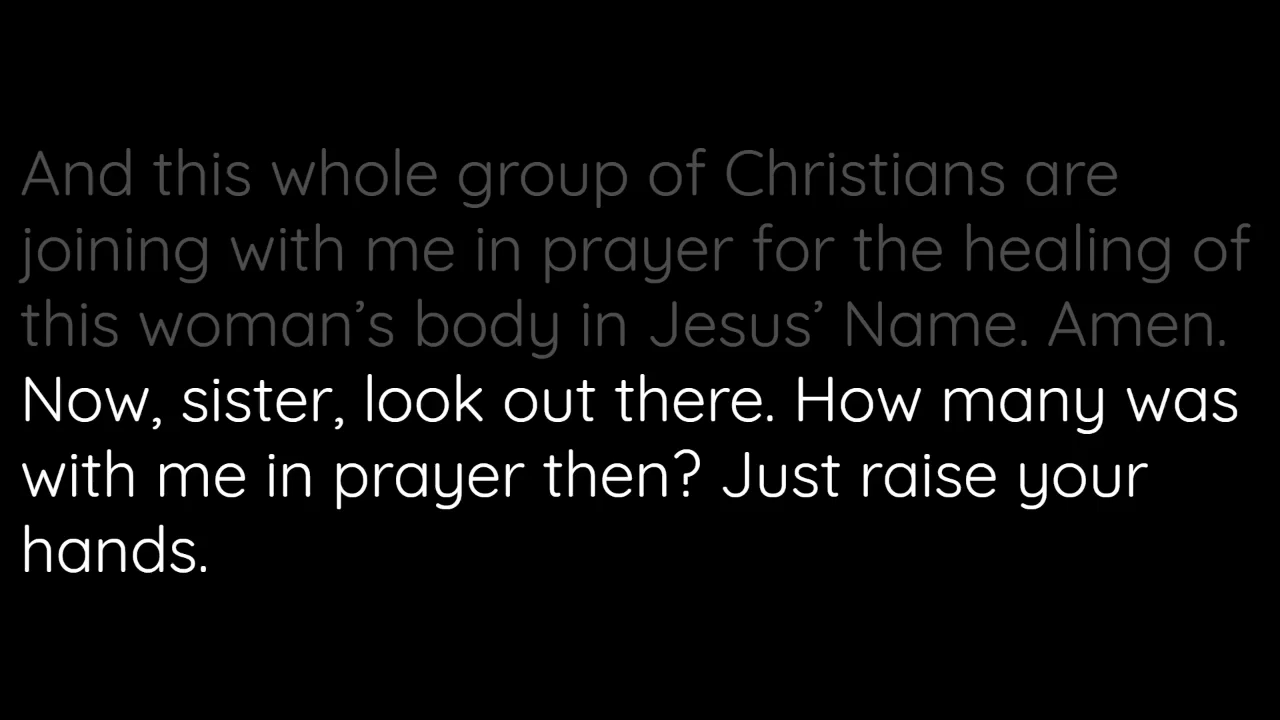 And this whole group of Christians are
joining with me in prayer for the healing of
this woman’s body in Jesus’ Name. Amen.
Now, sister, look out there. How many was
with me in prayer then? Just raise your
hands.